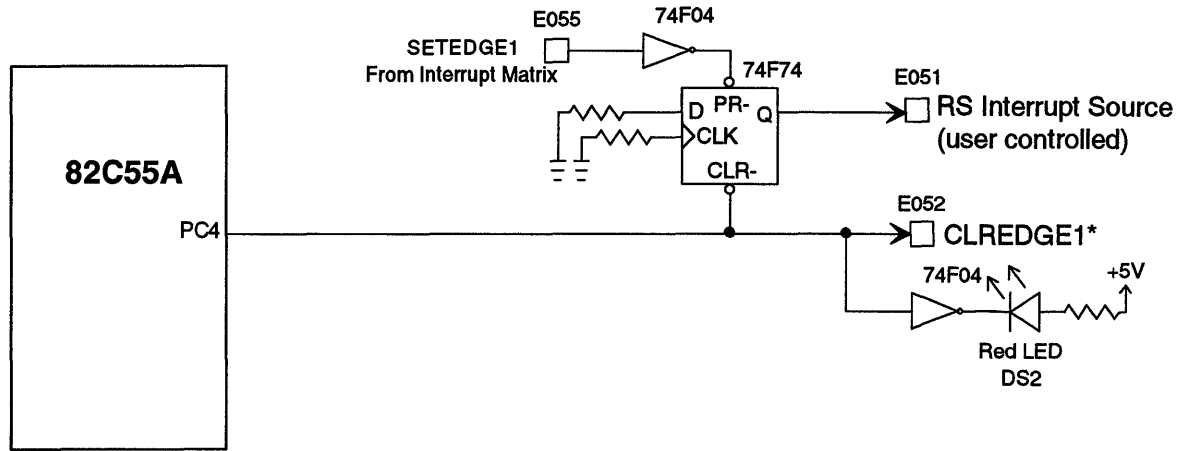 E055
74F04
SETEDGE1
From Interrupt Matrix
74F74
E051
D PR- Q
RS Interrupt Source
(user controlled)
CLK
82C55A
CLR-
E052
PC4
CLREDGE1*
74F04
+5V
Red LED
DS2